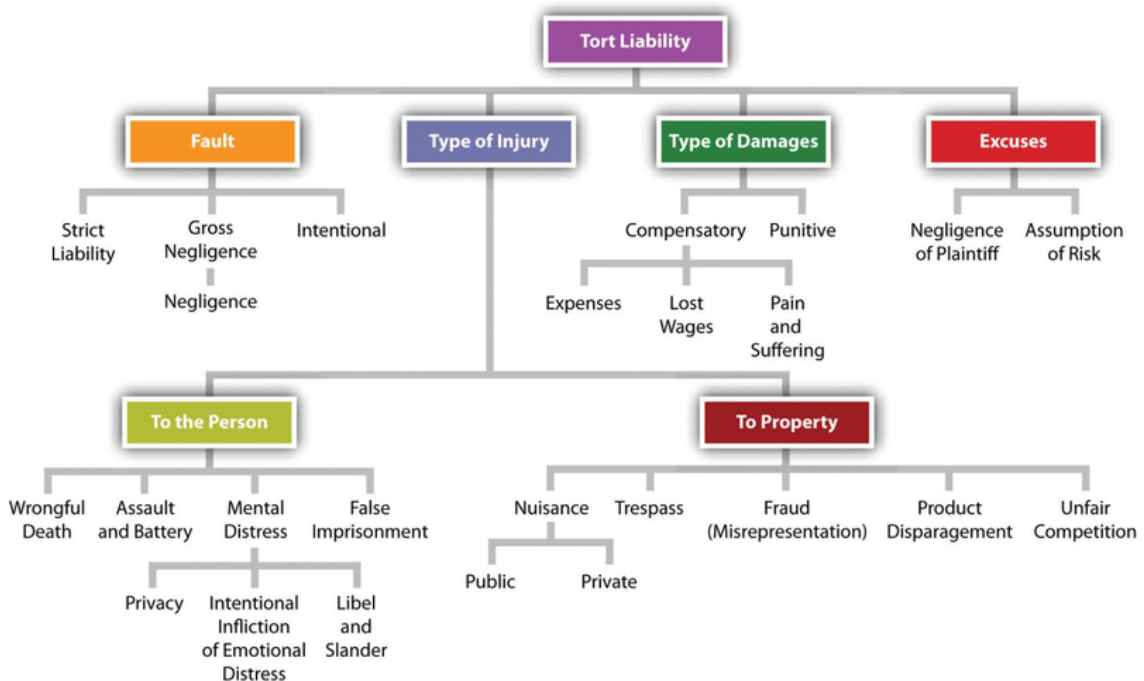 Tort Liability
Fault
Type of Injury
Type of Damages
Excuses
Strict
Liability
Gross
Negligence
Negligence
Intentional
Compensatory
Punitive
Expenses
Lost
Wages
Pain
and
Suffering
Negligence
of Plaintiff
Assumption
of Risk
To the Person
To Property
Wrongful
Death
Assault
and Battery
Mental
Distress
False
Imprisonment
Privacy
Intentional
Infliction
of Emotional
Distress
Libel
and
Slander
Nuisance
Trespass
Fraud
(Misrepresentation)
Product
Disparagement
Unfair
Competition
Public
Private